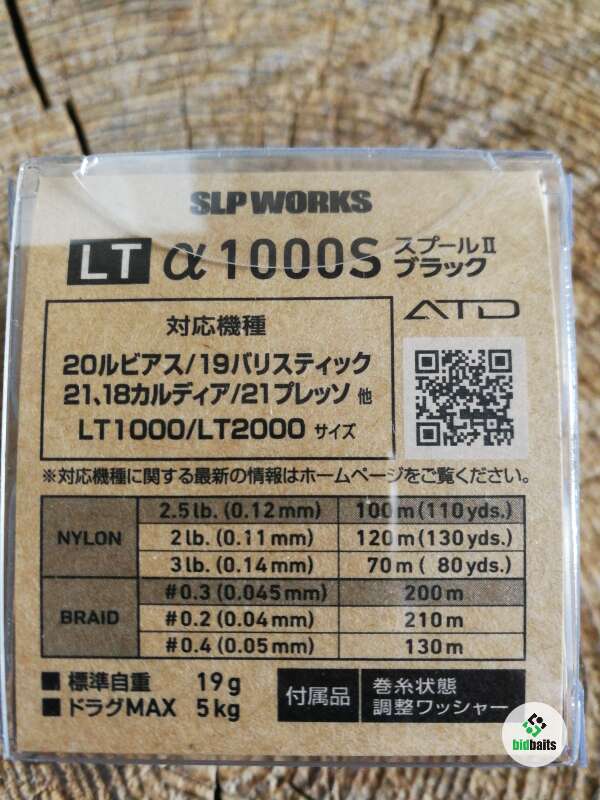 SLP WORKS
LT α1000S スプールⅡ ブラック
ATD
対応機種
20ルビアス/19バリスティック
21、18カルディア/21プレッソ 他
LT1000/LT2000 サイズ
※対応機種に関する最新の情報はホームページをご覧ください。
NYLON
2.5lb. (0.12mm) 100m(110yds.)
2lb. (0.11mm) 120m(130yds.)
3lb. (0.14mm) 70m( 80yds.)
BRAID
#0.3 (0.045mm) 200m
#0.2 (0.04mm) 210m
#0.4 (0.05mm) 130m
■ 標準自重 19g
■ ドラグMAX 5kg
付属品
巻糸状態
調整ワッシャー
bidbaits